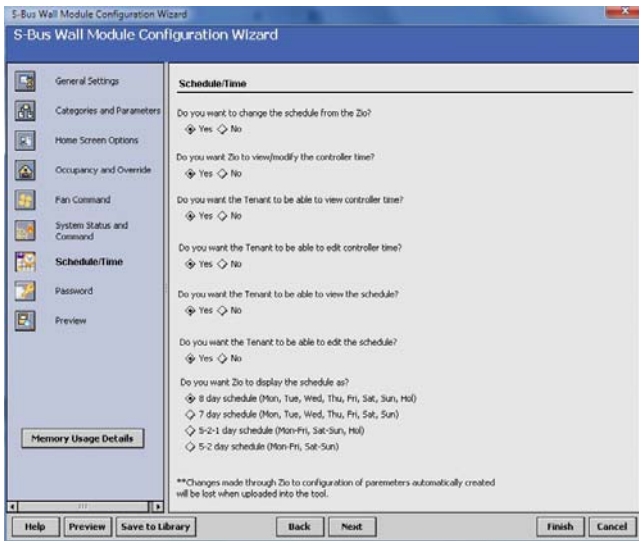 S-Bus Wall Module Configuration Wizard
S-Bus Wall Module Configuration Wizard
General Settings
Categories and Parameters
Home Screen Options
Occupancy and Override
Fan Command
System Status and
Command
Schedule/Time
Password
Preview
Memory Usage Details
Schedule/Time
Do you want to change the schedule from the Zio?
Yes No
Do you want Zio to view/modify the controller time?
Yes No
Do you want the Tenant to be able to view controller time?
Yes No
Do you want the Tenant to be able to edit controller time?
Yes No
Do you want the Tenant to be able to view the schedule?
Yes No
Do you want the Tenant to be able to edit the schedule?
Yes No
Do you want Zio to display the schedule as?
8 day schedule (Mon, Tue, Wed, Thu, Fri, Sat, Sun, Hol)
7 day schedule (Mon, Tue, Wed, Thu, Fri, Sat, Sun)
5-2-1 day schedule (Mon-Fri, Sat-Sun, Hol)
5-2 day schedule (Mon-Fri, Sat-Sun)
**Changes made through Zio to configuration of paremeters automatically created
will be lost when uploaded into the tool.
Help Preview Save to Library Back Next Finish Cancel